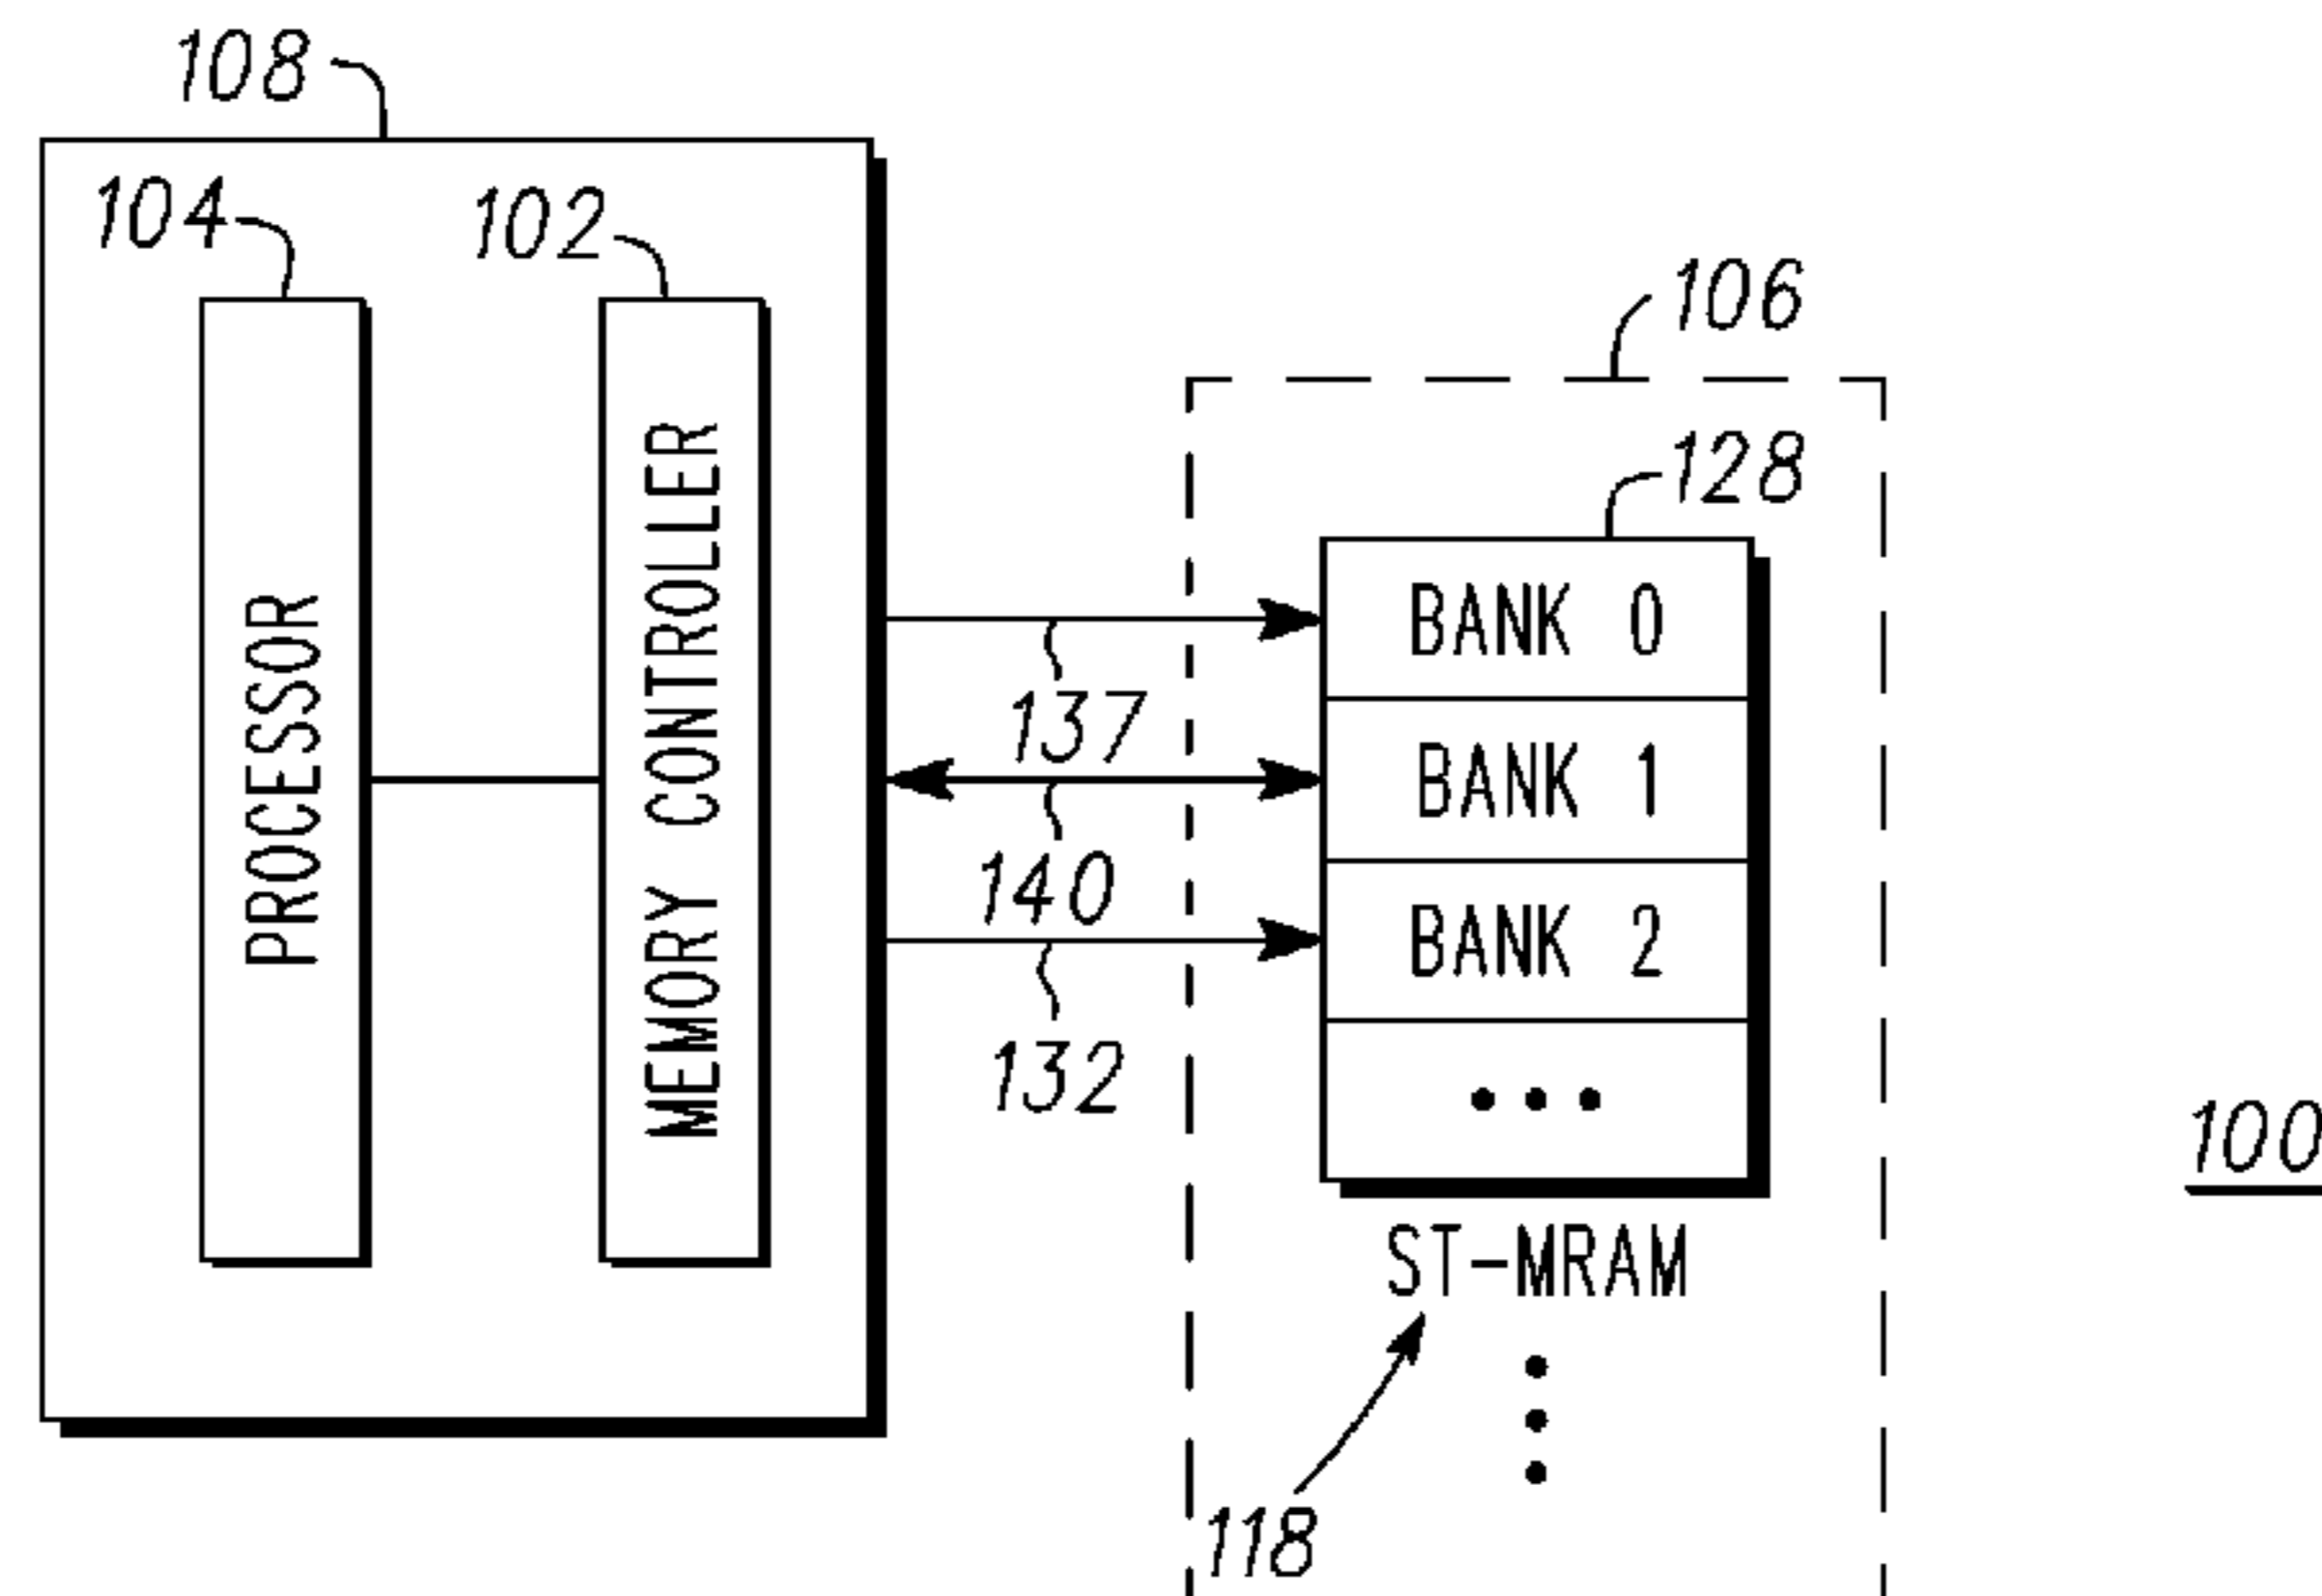 108
104
102
106
128
PROCESSOR
MEMORY CONTROLLER
BANK 0
137
BANK 1
140
BANK 2
132
• • •
100
ST-MRAM
118